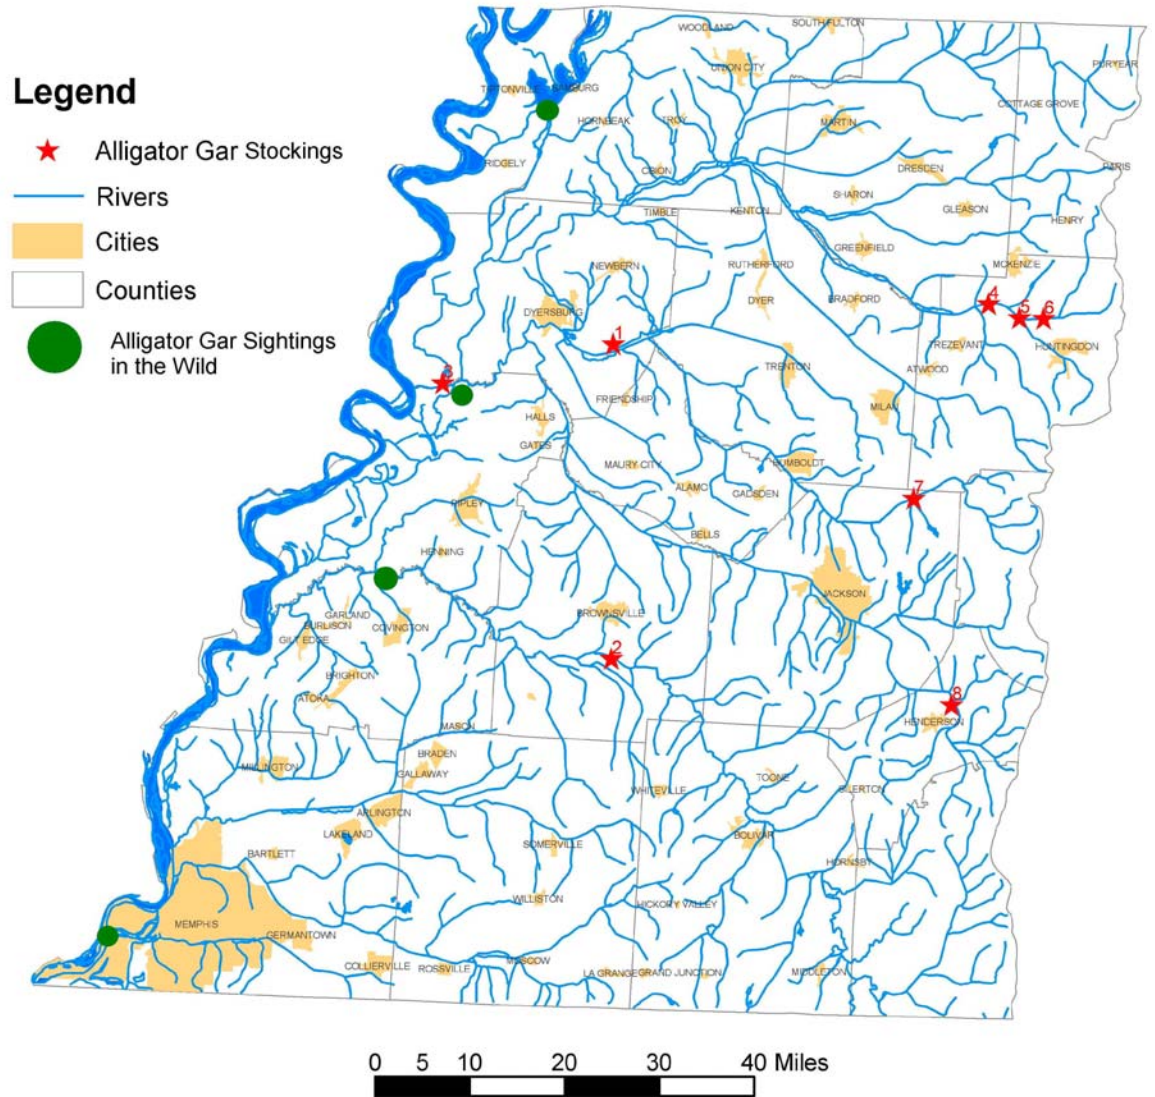 Legend
Alligator Gar Stockings
Rivers
Cities
Counties
Alligator Gar Sightings
in the Wild
WOODLAND
SOUTH FULTON
UNION CITY
PURYEAR
TIPTONVILLE
SAMBURG
COTTAGE GROVE
HORNBEAK
TROY
MARTIN
RIDGELY
OBION
DRESDEN
PARIS
SHARON
TIMBLE
KENTON
GLEASON
HENRY
GREENFIELD
NEWBERN
RUTHERFORD
MCKENZIE
DYER
BRADFORD
4
5
6
DYERSBURG
1
TREZEVANT
HUNTINGDON
3
TRENTON
ATWOOD
FRIENDSHIP
HALLS
MILAN
GATES
MAURY CITY
HUMBOLDT
ALAMO
GADSDEN
7
RIPLEY
BELLS
HENNING
JACKSON
GARLAND
BURLISON
COVINGTON
BROWNSVILLE
GILT EDGE
2
BRIGHTON
ATOKA
8
MASON
HENDERSON
BRADEN
MILLINGTON
GALLAWAY
TOONE
WHITEVILLE
SILERTON
ARLINGTON
LAKELAND
BOLIVAR
SOMERVILLE
BARTLETT
HORNSBY
WILLISTON
HICKORY VALLEY
MEMPHIS
GERMANTOWN
COLLIERVILLE
ROSSVILLE
MOSCOW
LA GRANGE
GRAND JUNCTION
MIDDLETON
0 5 10 20 30 40 Miles